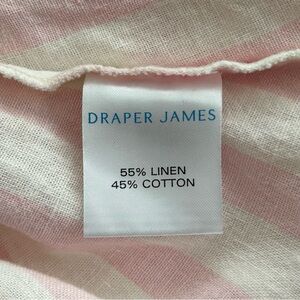 DRAPER JAMES
55% LINEN
45% COTTON